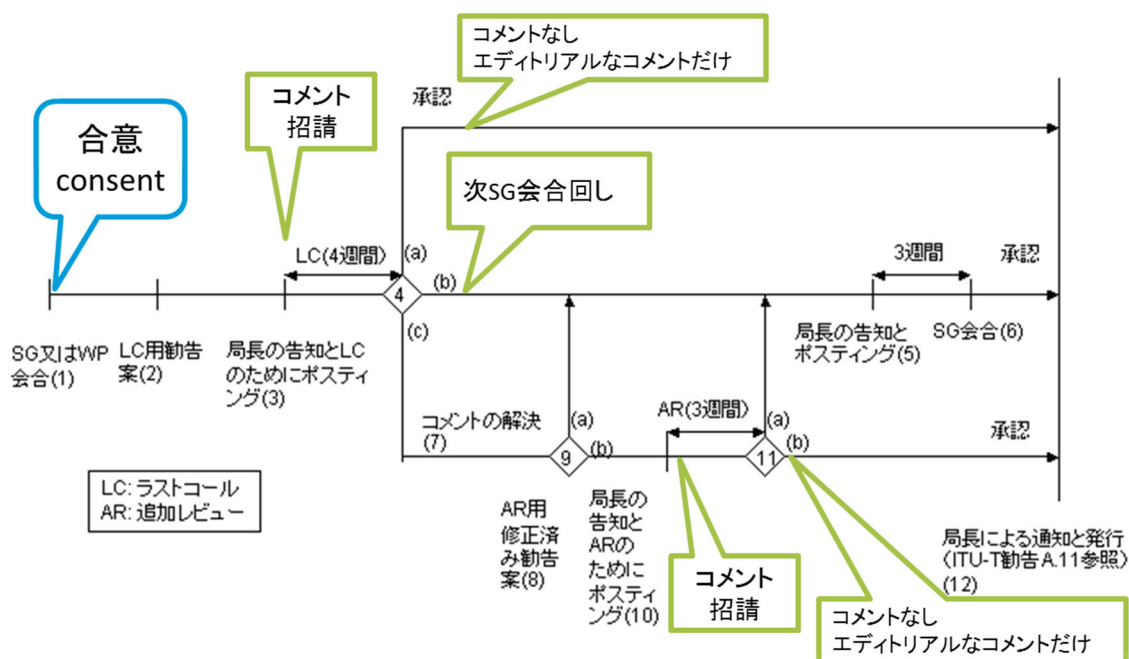 コメントなし
エディトリアルなコメントだけ
コメント
招請
承認
合意
consent
次SG会合回し
LC(4週間)
(a)
(b)
3週間
承認
4
(c)
SG又はWP
会合(1)
LC用勧告
案(2)
局長の告知とLC
のためにポスティ
ング(3)
局長の告知と
ポスティング(5)
SG会合(6)
コメントの解決
(7)
(a)
(b)
9
AR(3週間)
(a)
(b)
11
承認
LC: ラストコール
AR: 追加レビュー
AR用
修正済
み勧告
案(8)
局長の
告知と
ARの
ために
ポスティ
ング(10)
コメント
招請
局長による通知と発行
(ITU-T勧告A.11参照)
(12)
コメントなし
エディトリアルなコメントだけ